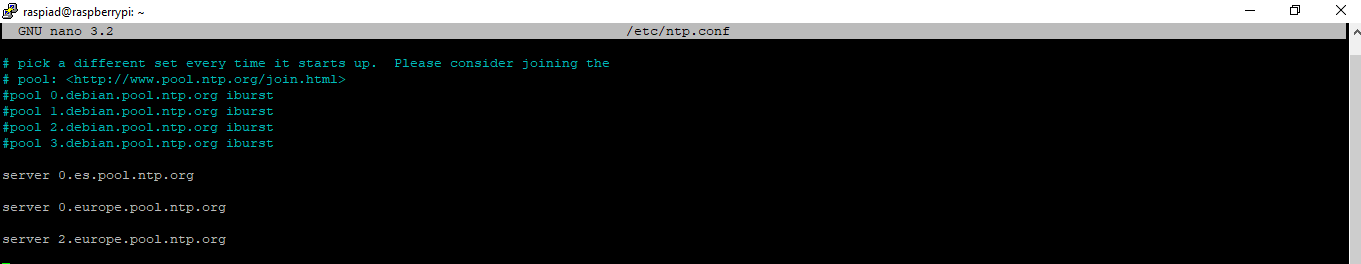 raspiad@raspberrypi: ~
GNU nano 3.2 /etc/ntp.conf
# pick a different set every time it starts up.  Please consider joining the
# pool: <http://www.pool.ntp.org/join.html>
#pool 0.debian.pool.ntp.org iburst
#pool 1.debian.pool.ntp.org iburst
#pool 2.debian.pool.ntp.org iburst
#pool 3.debian.pool.ntp.org iburst
server 0.es.pool.ntp.org
server 0.europe.pool.ntp.org
server 2.europe.pool.ntp.org